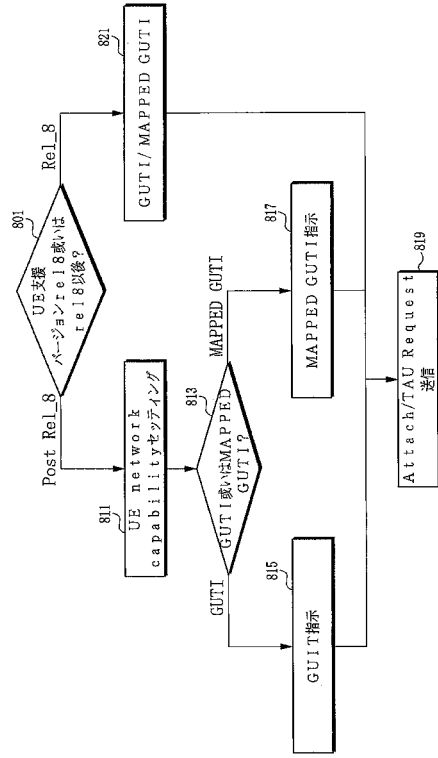 801
UE支援
バージョンrel8或いは
rel8以後?
Post Rel_8
Rel_8
811
UE network
capabilityセッティング
821
GUTI/MAPPED GUTI
813
GUTI或いはMAPPED
GUTI?
GUTI
MAPPED GUTI
815
GUIT指示
817
MAPPED GUTI指示
819
Attach/TAU Request
送信